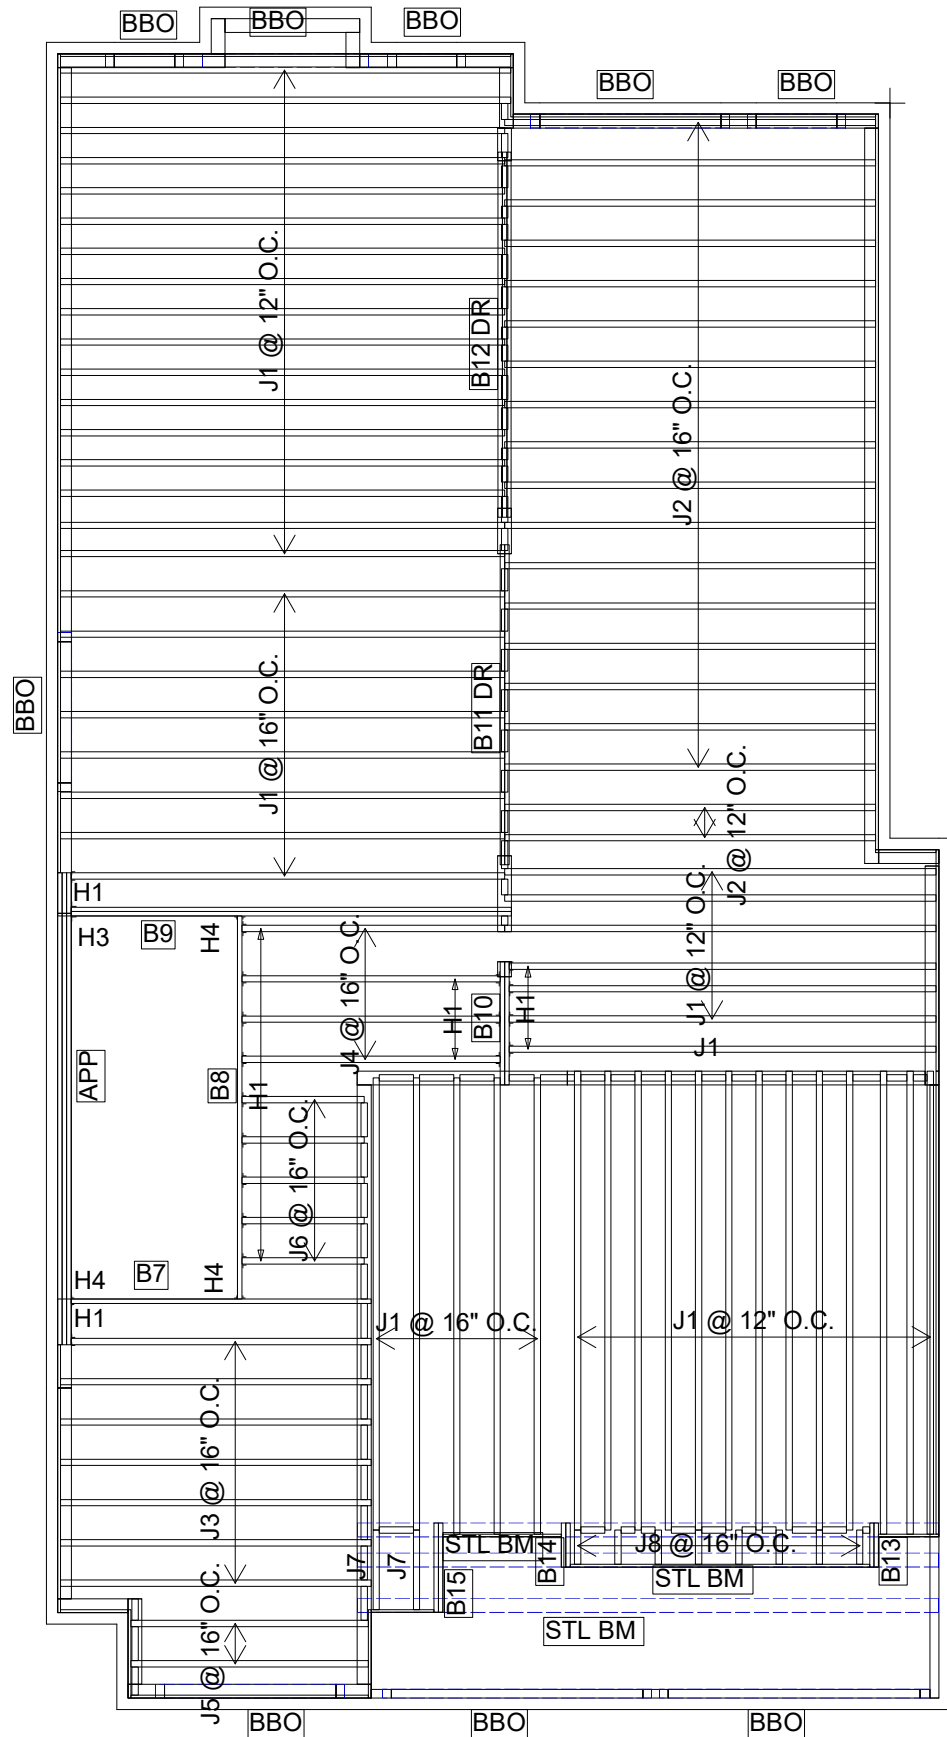 BBO
BBO
BBO
BBO
BBO
J1 @ 12" O.C.
B12 DR
J2 @ 16" O.C.
BBO
J1 @ 16" O.C.
B11 DR
J2 @ 12" O.C.
H1
H3
B9
H4
J4 @ 16" O.C.
J1 @ 12" O.C.
H1
B10
H1
J1
APP
B8
H1
J6 @ 16" O.C.
H4
B7
H4
H1
J1 @ 16" O.C.
J1 @ 12" O.C.
J3 @ 16" O.C.
J7
J7
STL BM
B14
J8 @ 16" O.C.
B13
B15
STL BM
STL BM
J5 @ 16" O.C.
BBO
BBO
BBO